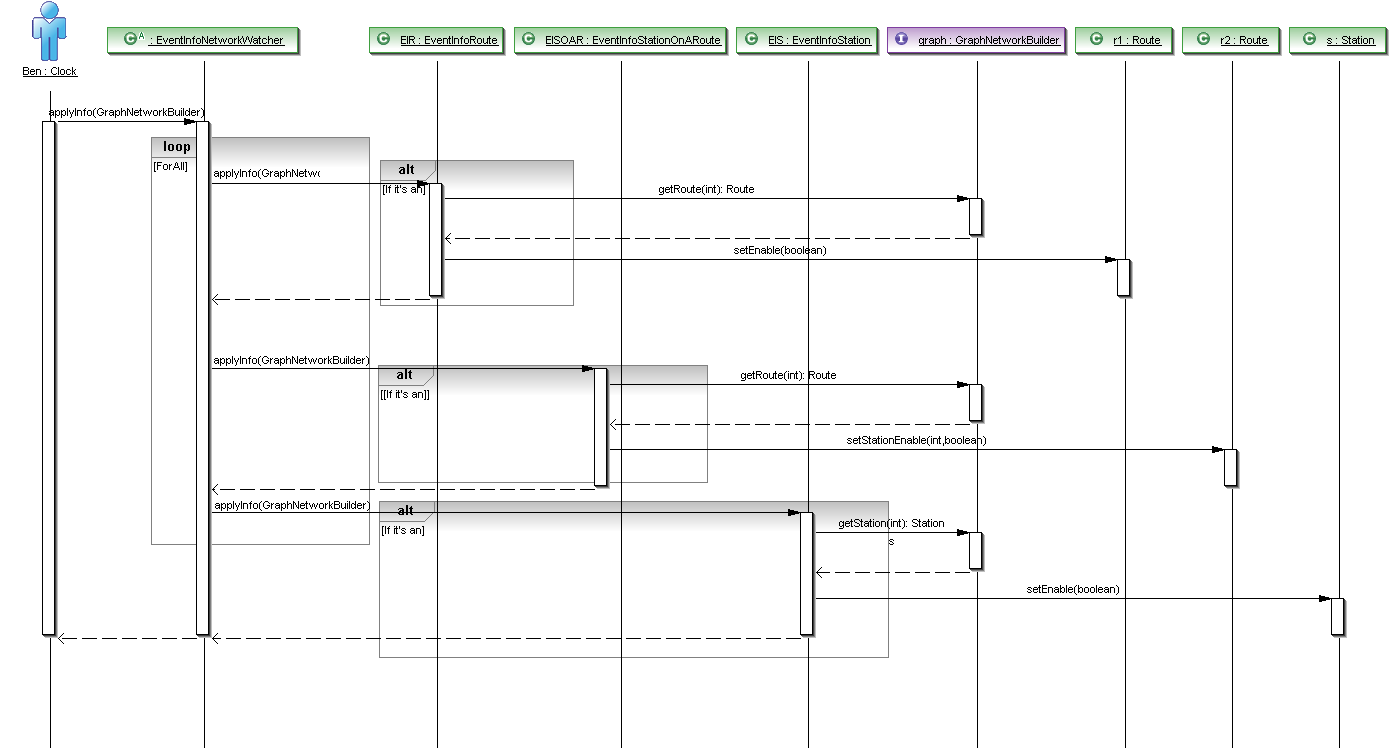 Ben : Clock
C A : EventInfoNetworkWatcher
C EIR : EventInfoRoute
C EISOAR : EventInfoStationOnARoute
C EIS : EventInfoStation
I graph : GraphNetworkBuilder
C r1 : Route
C r2 : Route
C s : Station
applyInfo(GraphNetworkBuilder)
loop
[ForAll]
applyInfo(GraphNetwo
alt
[If it's an]
getRoute(int): Route
setEnable(boolean)
applyInfo(GraphNetworkBuilder)
alt
[[If it's an]]
getRoute(int): Route
setStationEnable(int,boolean)
applyInfo(GraphNetworkBuilder)
alt
[If it's an]
getStation(int): Station
s
setEnable(boolean)